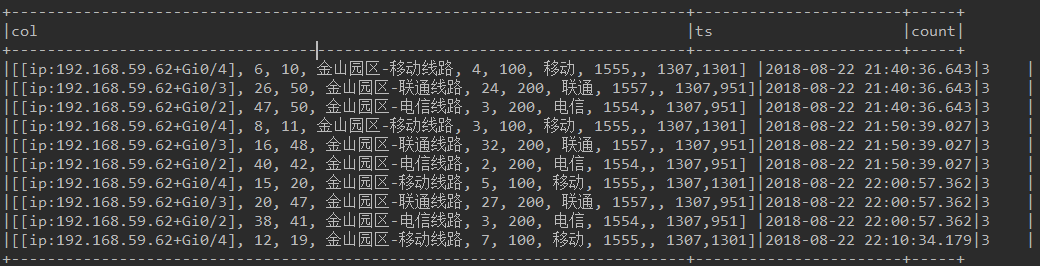 +--------------------------------------------------------------------+-----------------------+-----+
|col |ts |count|
+--------------------------------------------------------------------+-----------------------+-----+
|[[ip:192.168.59.62+Gi0/4], 6, 10, 金山园区-移动线路, 4, 100, 移动, 1555,, 1307,1301] |2018-08-22 21:40:36.643|3 |
|[[ip:192.168.59.62+Gi0/3], 26, 50, 金山园区-联通线路, 24, 200, 联通, 1557,, 1307,951]|2018-08-22 21:40:36.643|3 |
|[[ip:192.168.59.62+Gi0/2], 47, 50, 金山园区-电信线路, 3, 200, 电信, 1554,, 1307,951] |2018-08-22 21:40:36.643|3 |
|[[ip:192.168.59.62+Gi0/4], 8, 11, 金山园区-移动线路, 3, 100, 移动, 1555,, 1307,1301] |2018-08-22 21:50:39.027|3 |
|[[ip:192.168.59.62+Gi0/3], 16, 48, 金山园区-联通线路, 32, 200, 联通, 1557,, 1307,951]|2018-08-22 21:50:39.027|3 |
|[[ip:192.168.59.62+Gi0/2], 40, 42, 金山园区-电信线路, 2, 200, 电信, 1554,, 1307,951] |2018-08-22 21:50:39.027|3 |
|[[ip:192.168.59.62+Gi0/4], 15, 20, 金山园区-移动线路, 5, 100, 移动, 1555,, 1307,1301]|2018-08-22 22:00:57.362|3 |
|[[ip:192.168.59.62+Gi0/3], 20, 47, 金山园区-联通线路, 27, 200, 联通, 1557,, 1307,951]|2018-08-22 22:00:57.362|3 |
|[[ip:192.168.59.62+Gi0/2], 38, 41, 金山园区-电信线路, 3, 200, 电信, 1554,, 1307,951] |2018-08-22 22:00:57.362|3 |
|[[ip:192.168.59.62+Gi0/4], 12, 19, 金山园区-移动线路, 7, 100, 移动, 1555,, 1307,1301]|2018-08-22 22:10:34.179|3 |
+--------------------------------------------------------------------+-----------------------+-----+